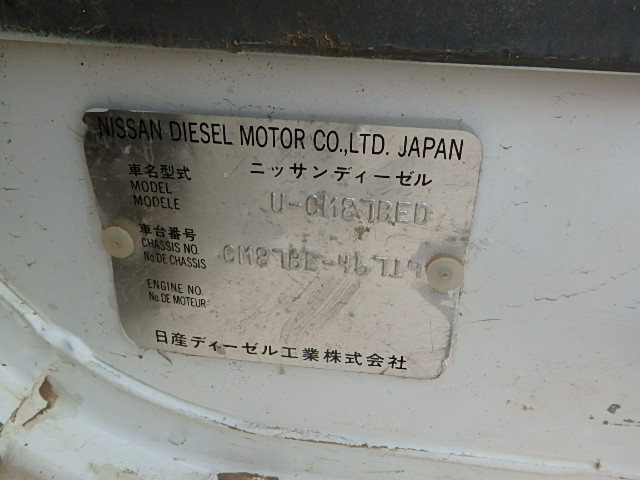 NISSAN DIESEL MOTOR CO.,LTD. JAPAN
車名型式 ニッサンディーゼル
MODEL
MODELE U-CM87BED
車台番号
CHASSIS NO.
No.DE CHASSIS
ENGINE NO.
No.DE MOTEUR
日産ディーゼル工業株式会社